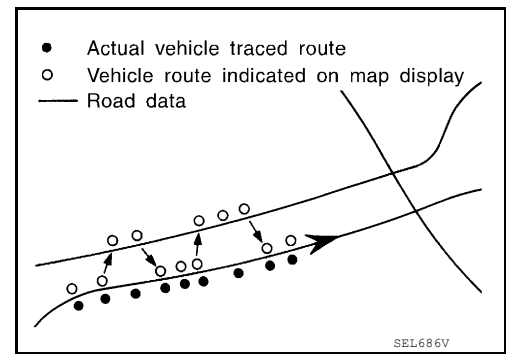 Actual vehicle traced route
Vehicle route indicated on map display
Road data
SEL686V